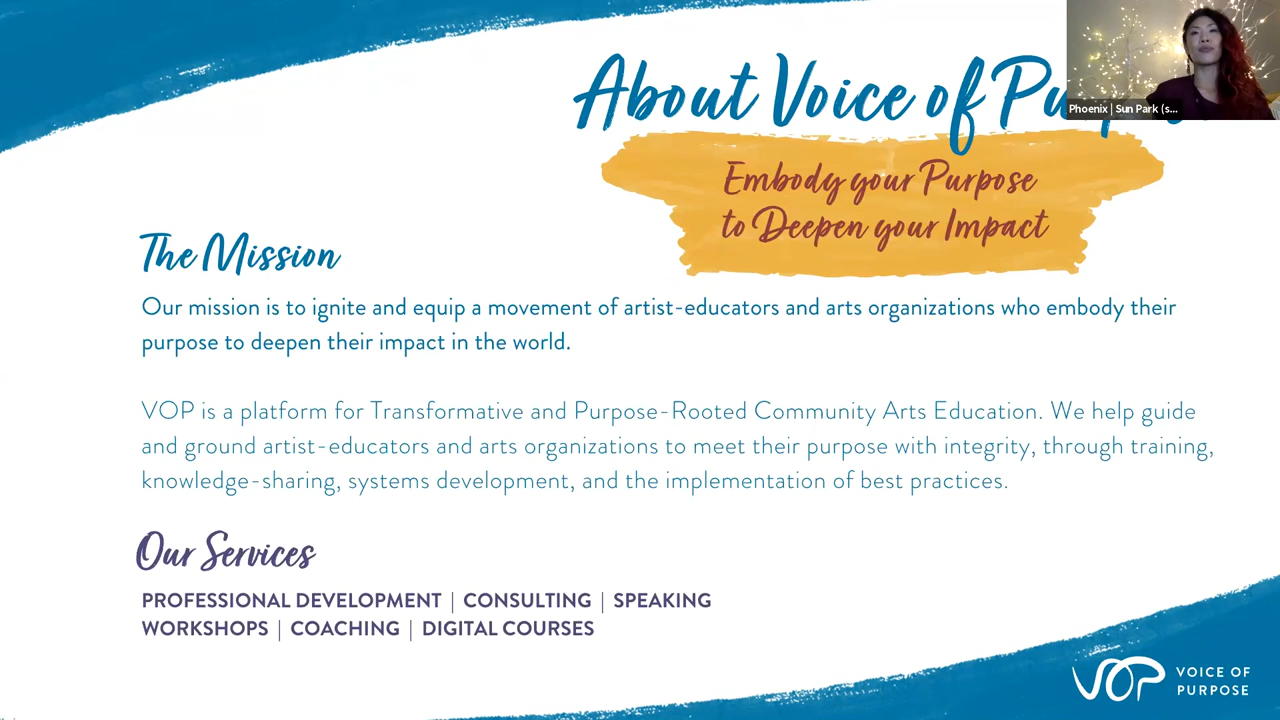 About Voice of
Phoenix | Sun Park (s...
Embody your Purpose
to Deepen your Impact
The Mission
Our mission is to ignite and equip a movement of artist-educators and arts organizations who embody their
purpose to deepen their impact in the world.
VOP is a platform for Transformative and Purpose-Rooted Community Arts Education. We help guide
and ground artist-educators and arts organizations to meet their purpose with integrity, through training,
knowledge-sharing, systems development, and the implementation of best practices.
Our Services
PROFESSIONAL DEVELOPMENT | CONSULTING | SPEAKING
WORKSHOPS | COACHING | DIGITAL COURSES
VOP VOICE OF
PURPOSE